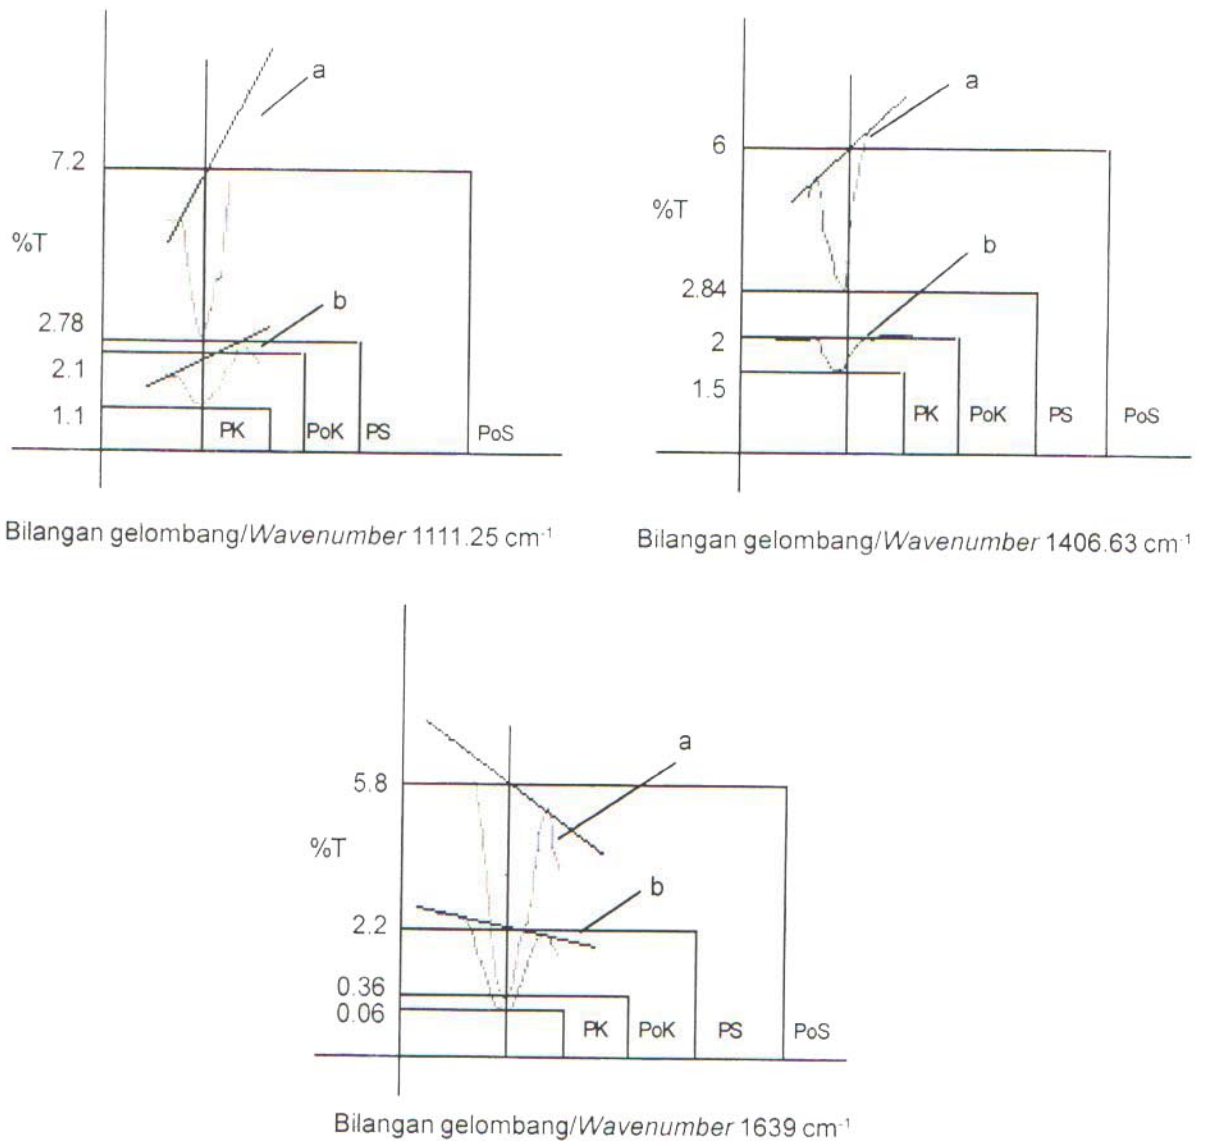 a
7.2
%T
b
2.78
2.1
1.1
PK PoK PS PoS
Bilangan gelombang/Wavenumber 1111.25 cm-1
a
6
%T
b
2.84
2
1.5
PK PoK PS PoS
Bilangan gelombang/Wavenumber 1406.63 cm-1
a
5.8
%T
b
2.2
0.36
0.06
PK PoK PS PoS
Bilangan gelombang/Wavenumber 1639 cm-1